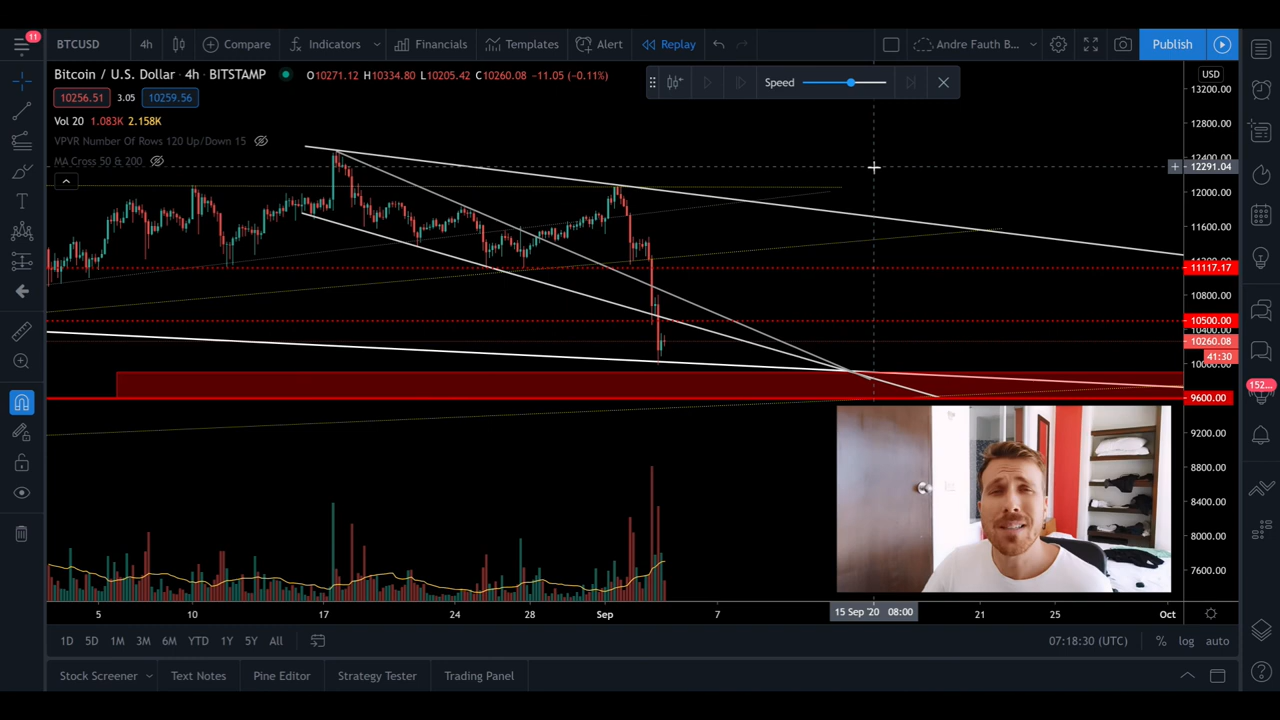 11
BTCUSD
4h
Compare
Indicators
Financials
Templates
Alert
Replay
Andre Fauth B...
Publish
Bitcoin / U.S. Dollar · 4h · BITSTAMP
O10271.12 H10334.80 L10205.42 C10260.08 −11.05 (−0.11%)
10256.51 3.05 10259.56
Vol 20 1.083K 2.158K
VPVR Number Of Rows 120 Up/Down 15
MA Cross 50 & 200
Speed
USD
13200.00
12800.00
12400.00
12291.04
12000.00
11600.00
11117.17
10800.00
10500.00
10400.00
10260.08
41:30
10000.00
9600.00
9200.00
8800.00
8400.00
8000.00
7600.00
152...
5
10
17
24
28
Sep
7
15 Sep '20 08:00
21
25
Oct
1D 5D 1M 3M 6M YTD 1Y 5Y All
07:18:30 (UTC)
%
log
auto
Stock Screener
Text Notes
Pine Editor
Strategy Tester
Trading Panel